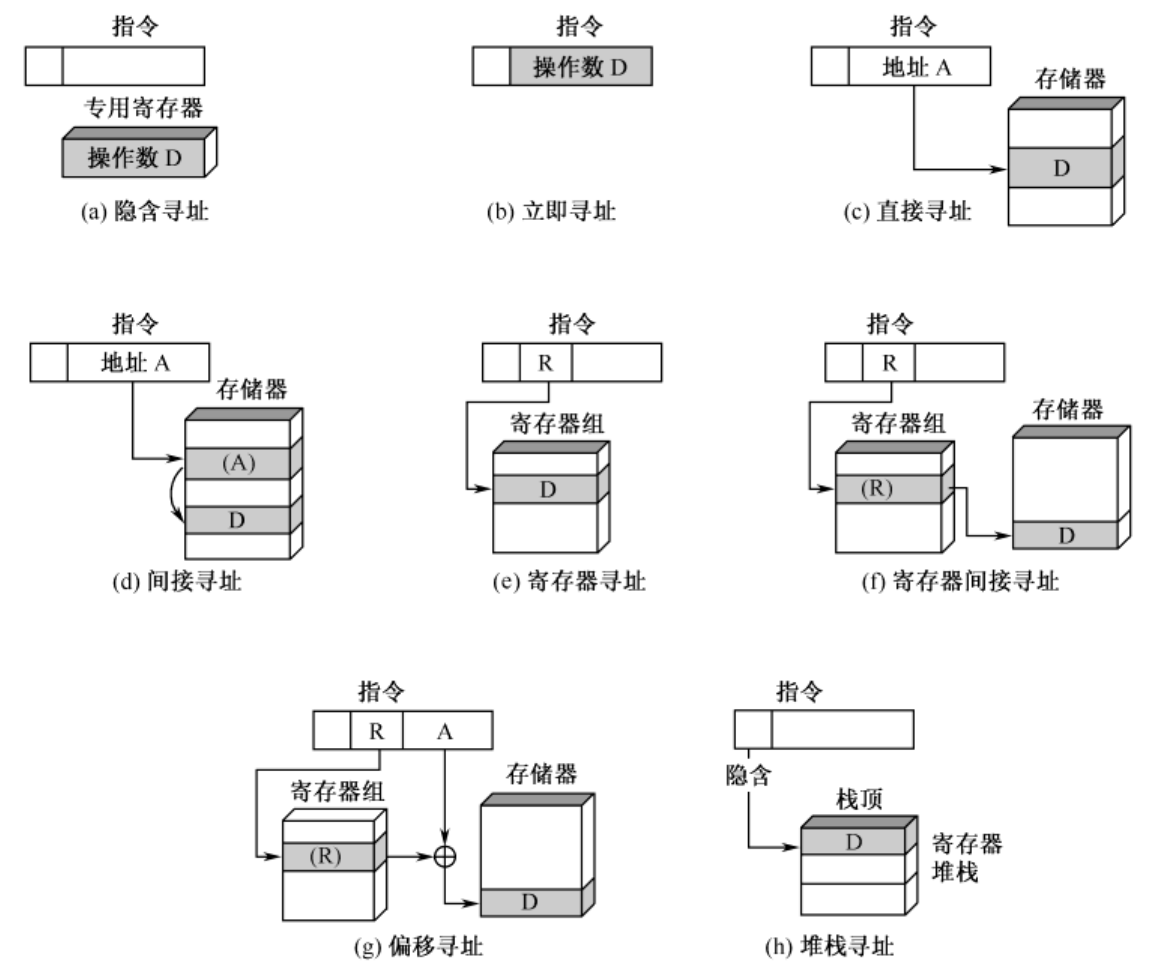 指令
专用寄存器
操作数 D
(a) 隐含寻址
指令
操作数 D
(b) 立即寻址
指令
地址 A
存储器
D
(c) 直接寻址
指令
地址 A
存储器
(A)
D
(d) 间接寻址
指令
R
寄存器组
D
(e) 寄存器寻址
指令
R
寄存器组
(R)
存储器
D
(f) 寄存器间接寻址
指令
R A
寄存器组
(R)
存储器
D
(g) 偏移寻址
指令
隐含
栈顶
D
寄存器
堆栈
(h) 堆栈寻址